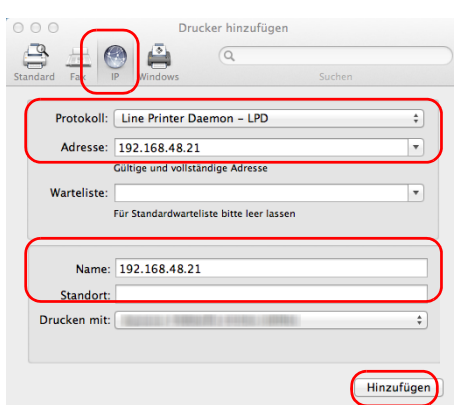 Drucker hinzufügen
Standard Fax IP Windows Suchen
Protokoll: Line Printer Daemon – LPD
Adresse: 192.168.48.21
Gültige und vollständige Adresse
Warteliste:
Für Standardwarteliste bitte leer lassen
Name: 192.168.48.21
Standort:
Drucken mit:
Hinzufügen